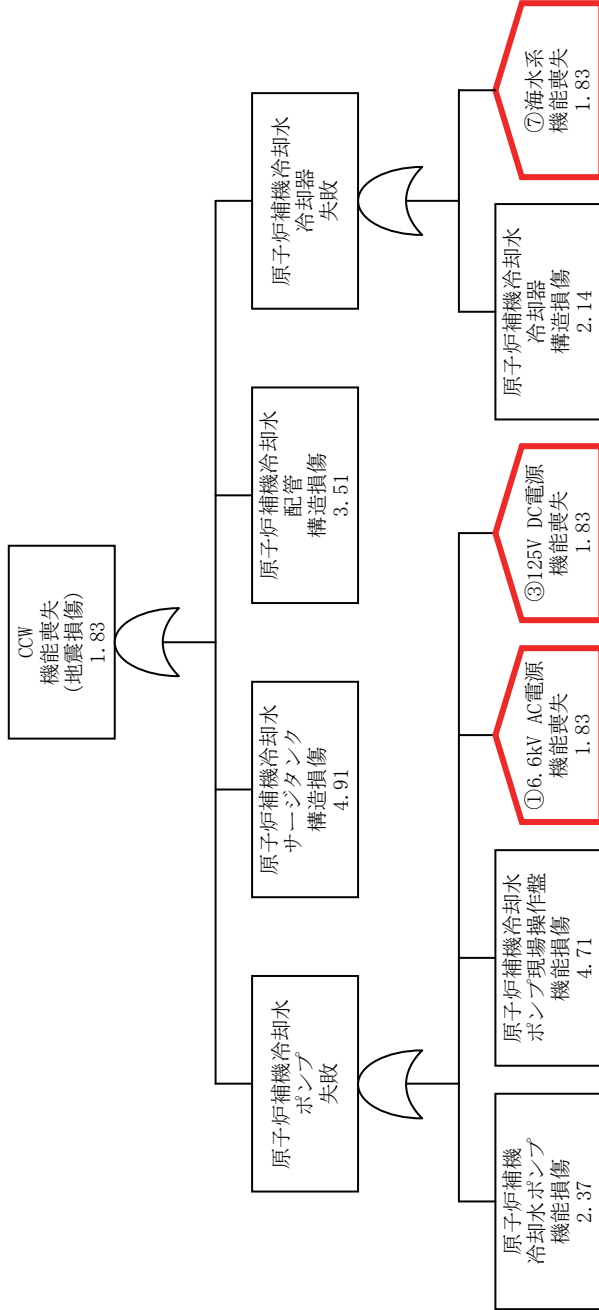 CCW
機能喪失
(地震損傷)
1.83
原子炉補機冷却水
ポンプ
失敗
原子炉補機冷却水
サージタンク
構造損傷
4.91
原子炉補機冷却水
配管
構造損傷
3.51
原子炉補機冷却水
冷却器
失敗
原子炉補機
冷却水ポンプ
機能損傷
2.37
原子炉補機冷却水
ポンプ現場操作盤
機能損傷
4.71
①6.6kV AC電源
機能喪失
1.83
③125V DC電源
機能喪失
1.83
原子炉補機冷却水
冷却器
構造損傷
2.14
⑦海水系
機能喪失
1.83